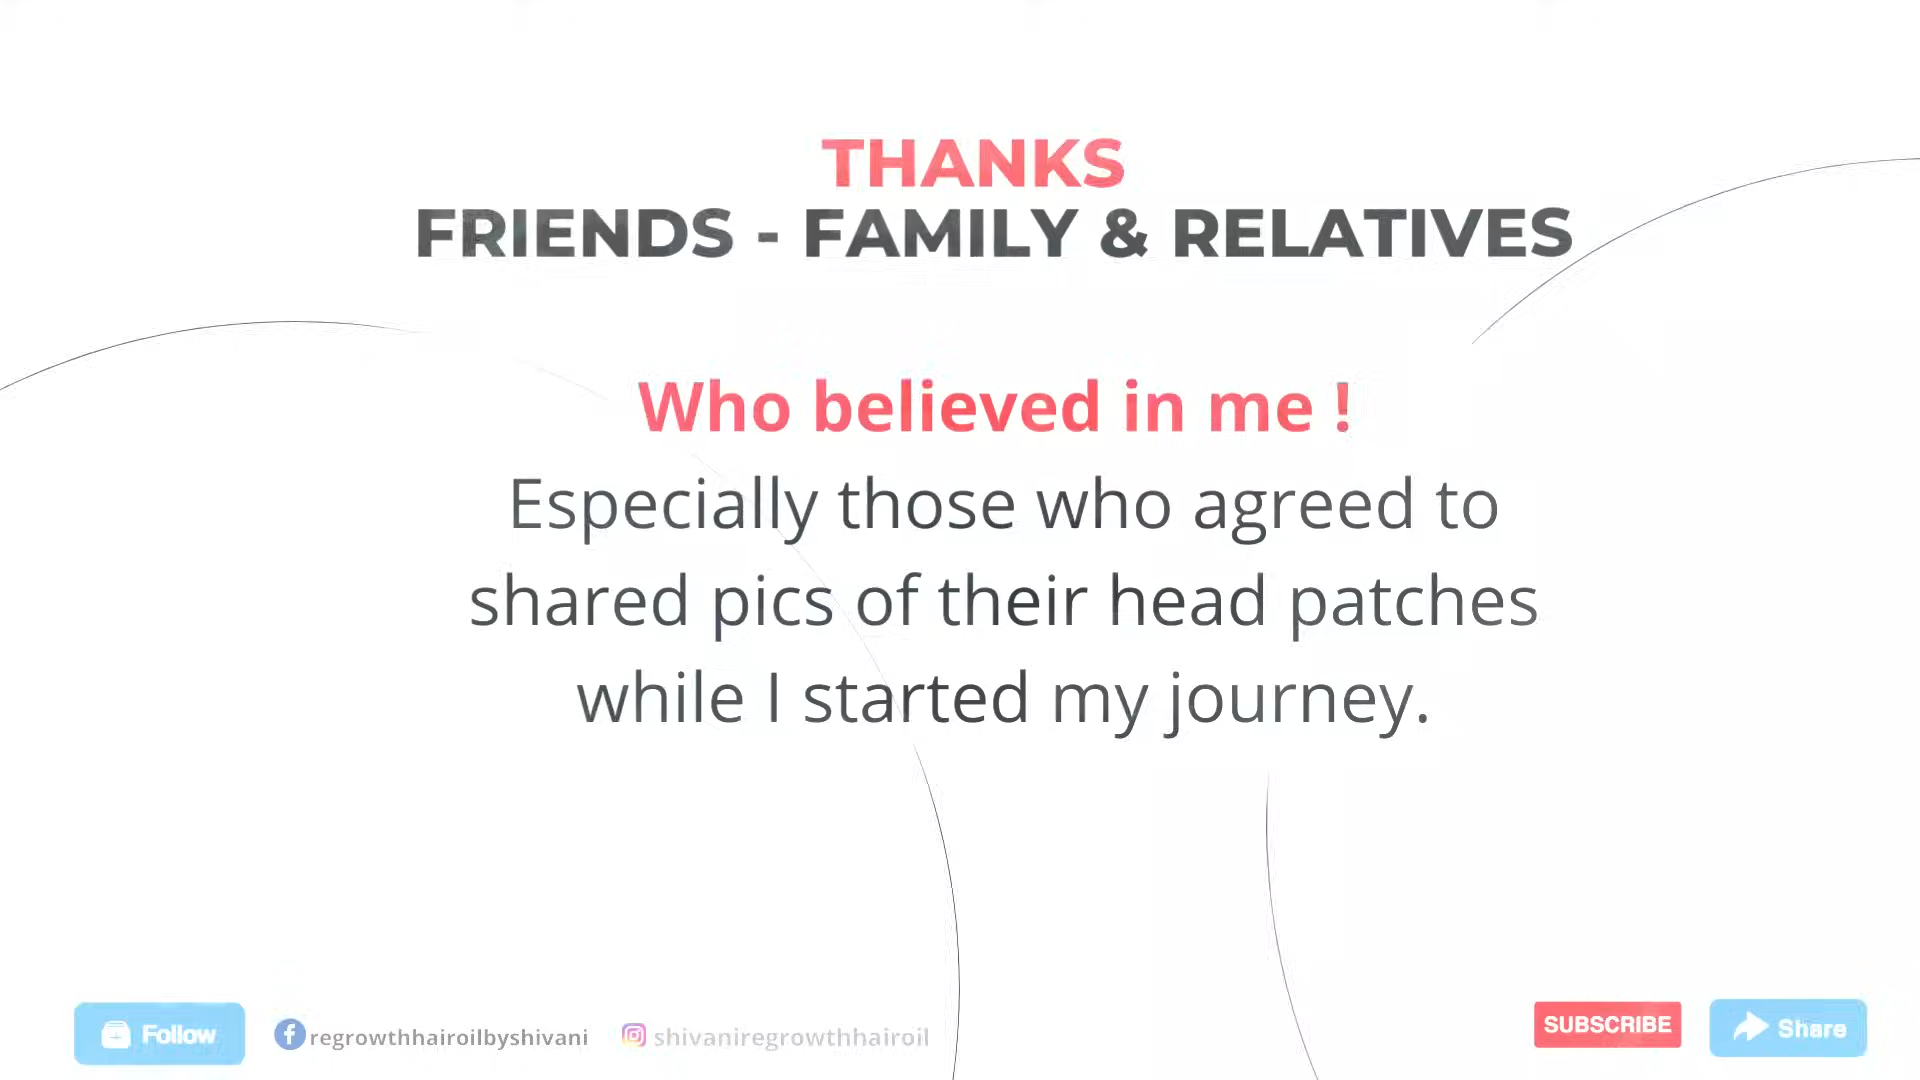 THANKS
FRIENDS - FAMILY & RELATIVES
Who believed in me !
Especially those who agreed to
shared pics of their head patches
while I started my journey.
Follow
regrowthhairoilbyshivani
shivaniregrowthhairoil
SUBSCRIBE
Share